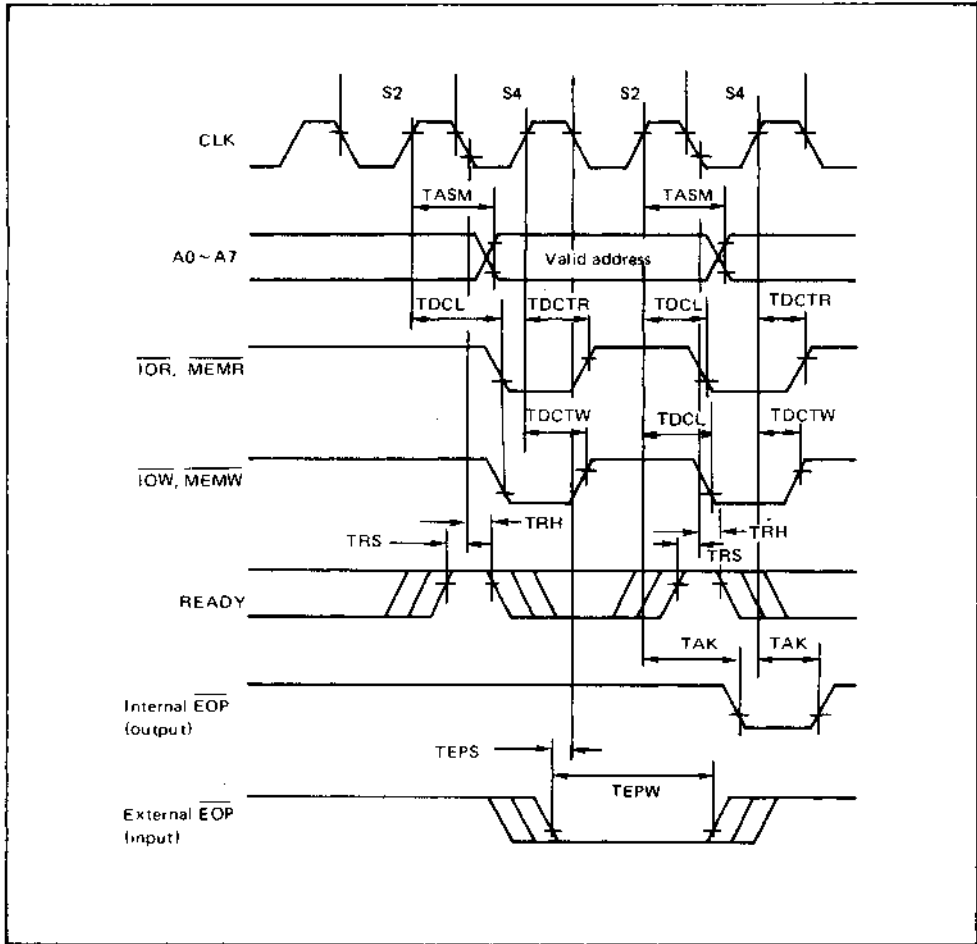 S2 S4 S2 S4
CLK
TASM TASM
A0~A7 Valid address
TDCL TDCTR TDCL TDCTR
IOR, MEMR
TDCTW TDCL TDCTW
IOW, MEMW
TRH TRH
TRS TRS
READY
TAK TAK
Internal EOP
(output)
TEPS
TEPW
External EOP
(input)